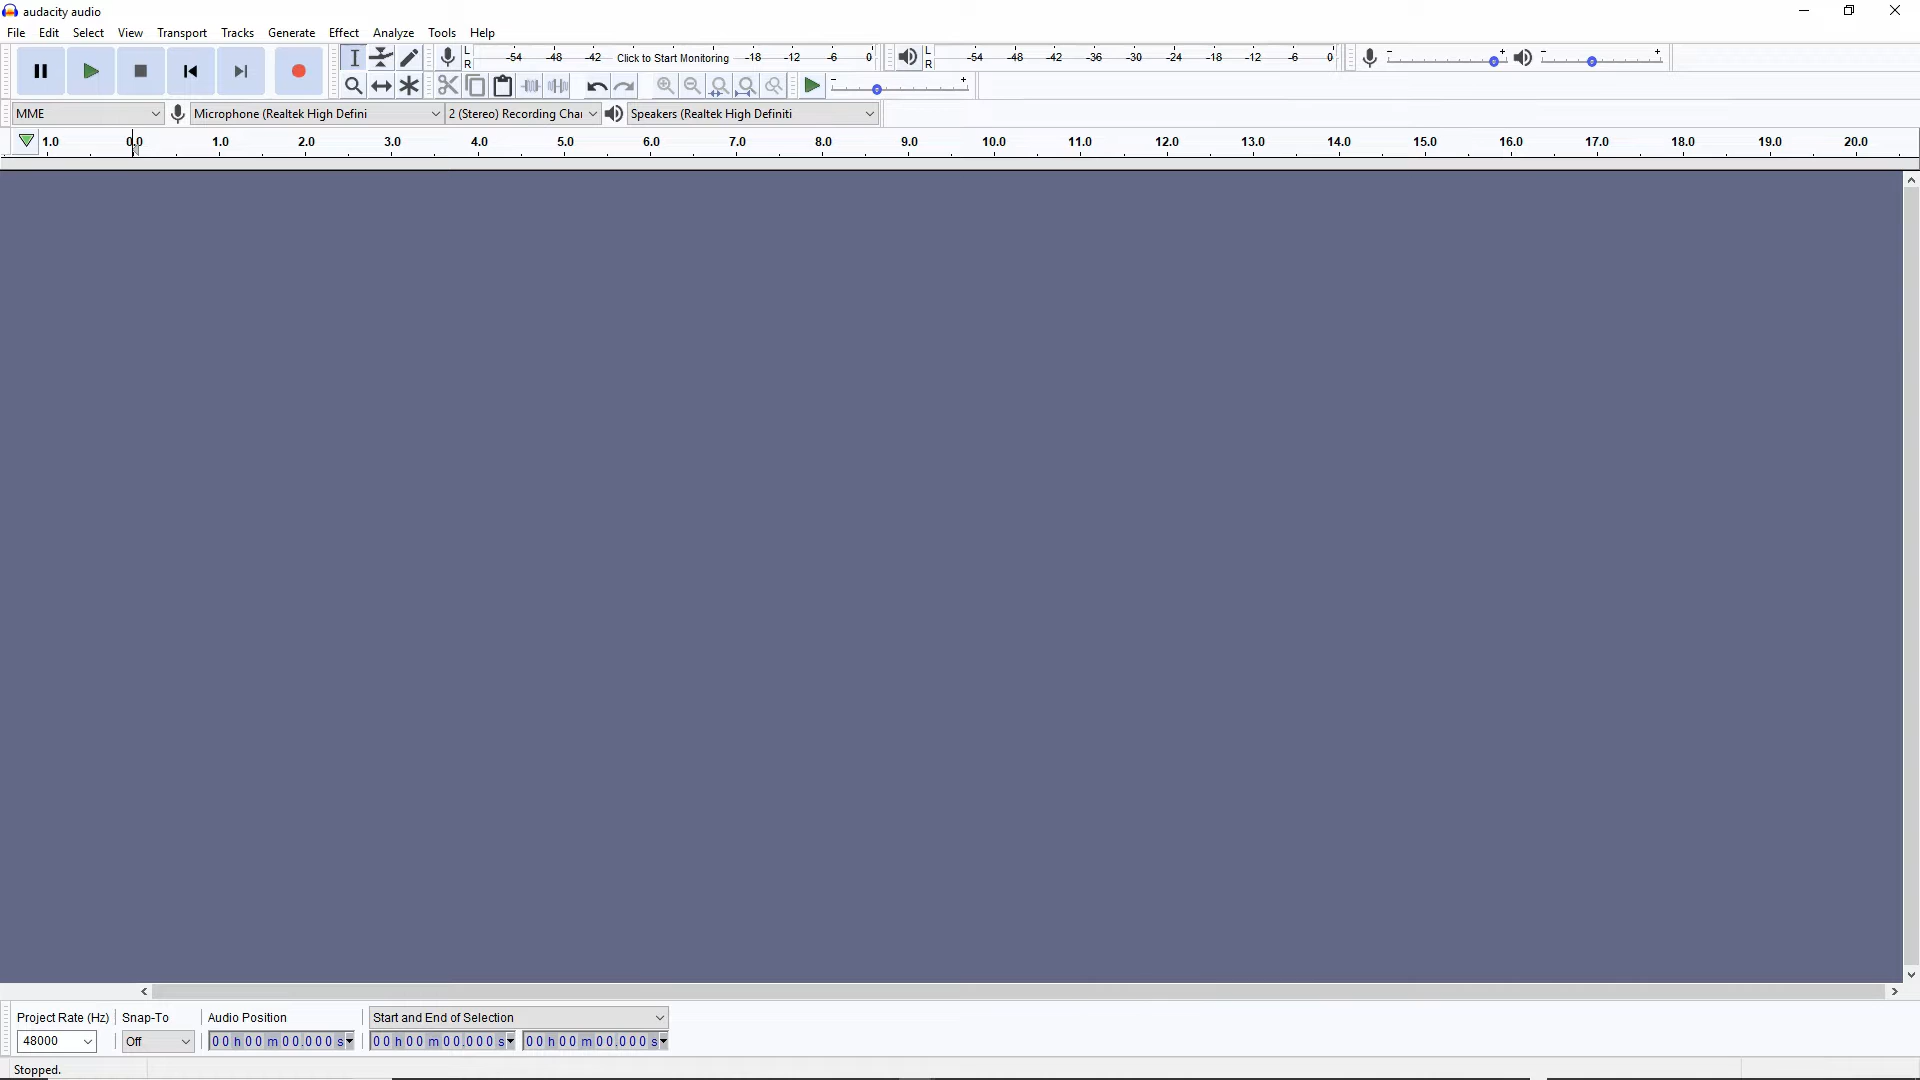 audacity audio
File Edit Select View Transport Tracks Generate Effect Analyze Tools Help
L R -54 -48 -42 Click to Start Monitoring -18 -12 -6 0 L R -54 -48 -42 -36 -30 -24 -18 -12 -6 0 - + - +
- +
MME Microphone (Realtek High Defini 2 (Stereo) Recording Chai Speakers (Realtek High Definiti
1.0 0.0 1.0 2.0 3.0 4.0 5.0 6.0 7.0 8.0 9.0 10.0 11.0 12.0 13.0 14.0 15.0 16.0 17.0 18.0 19.0 20.0
Project Rate (Hz) Snap-To Audio Position Start and End of Selection
48000 Off 00 h 00 m 00.000 s 00 h 00 m 00.000 s 00 h 00 m 00.000 s
Stopped.